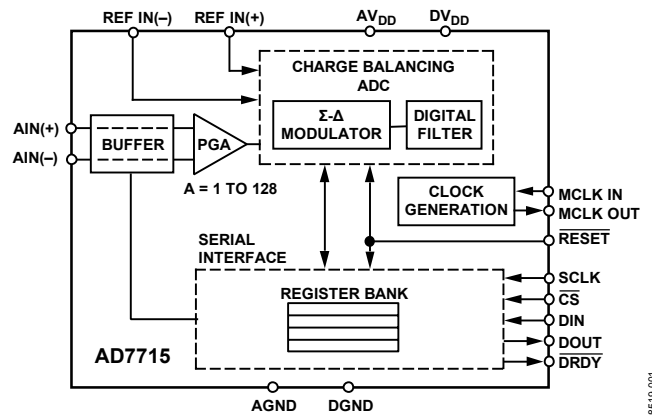 REF IN(–) REF IN(+) AVDD DVDD
CHARGE BALANCING
ADC
Σ-Δ
MODULATOR
DIGITAL
FILTER
AIN(+)
AIN(–)
BUFFER
PGA
A = 1 TO 128
CLOCK
GENERATION
MCLK IN
MCLK OUT
RESET
SERIAL
INTERFACE
REGISTER BANK
SCLK
CS
DIN
DOUT
DRDY
AD7715
AGND DGND
08519-001